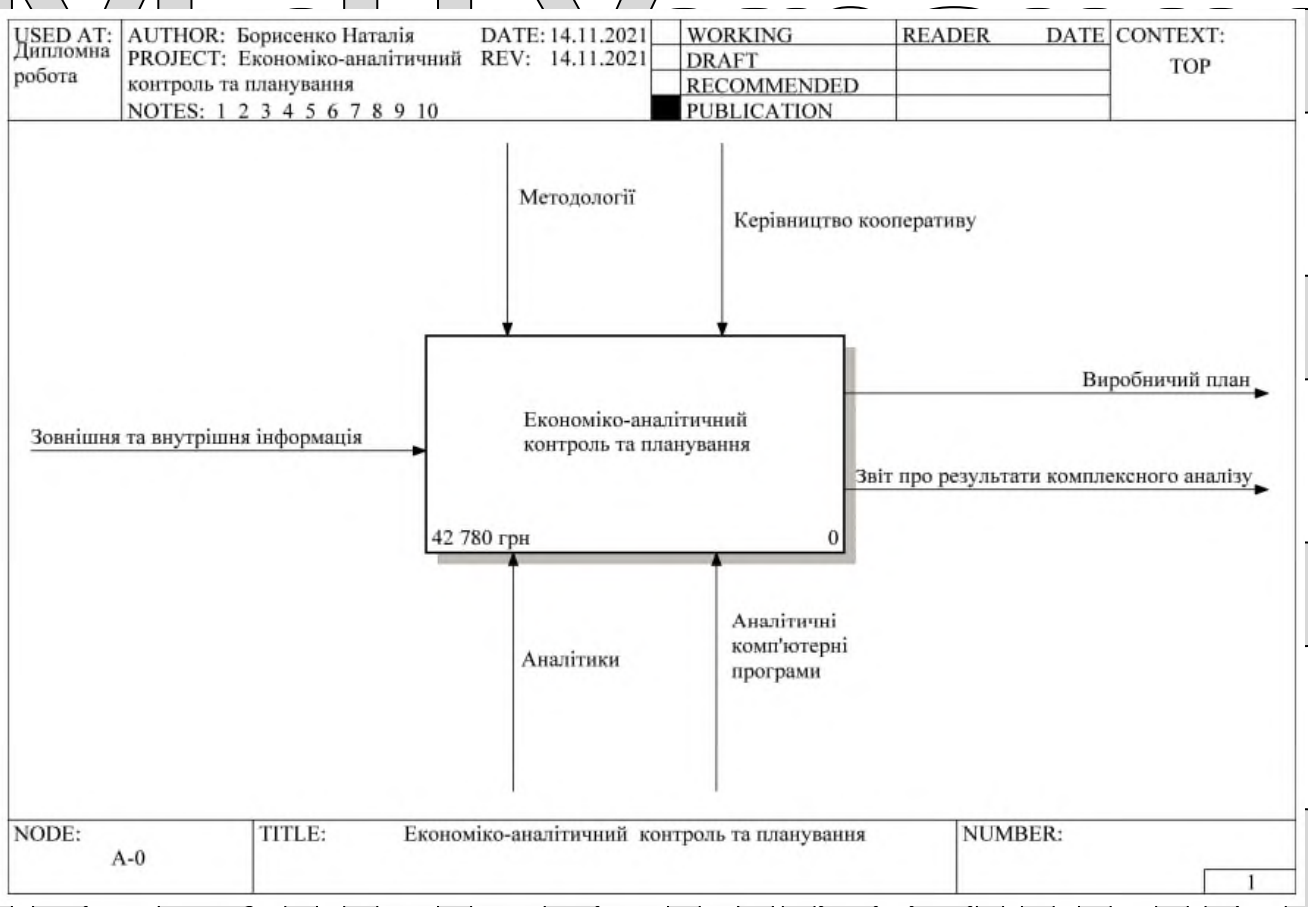 USED AT:
Дипломна
робота
AUTHOR: Борисенко Наталія
DATE: 14.11.2021
PROJECT: Економіко-аналітичний
REV: 14.11.2021
контроль та планування
NOTES: 1 2 3 4 5 6 7 8 9 10
WORKING
DRAFT
RECOMMENDED
PUBLICATION
READER DATE
CONTEXT:
TOP
Методології
Керівництво кооперативу
Зовнішня та внутрішня інформація
Економіко-аналітичний
контроль та планування
42 780 грн
0
Виробничий план
Звіт про результати комплексного аналізу
Аналітики
Аналітичні
комп'ютерні
програми
NODE:
A-0
TITLE: Економіко-аналітичний контроль та планування
NUMBER:
1